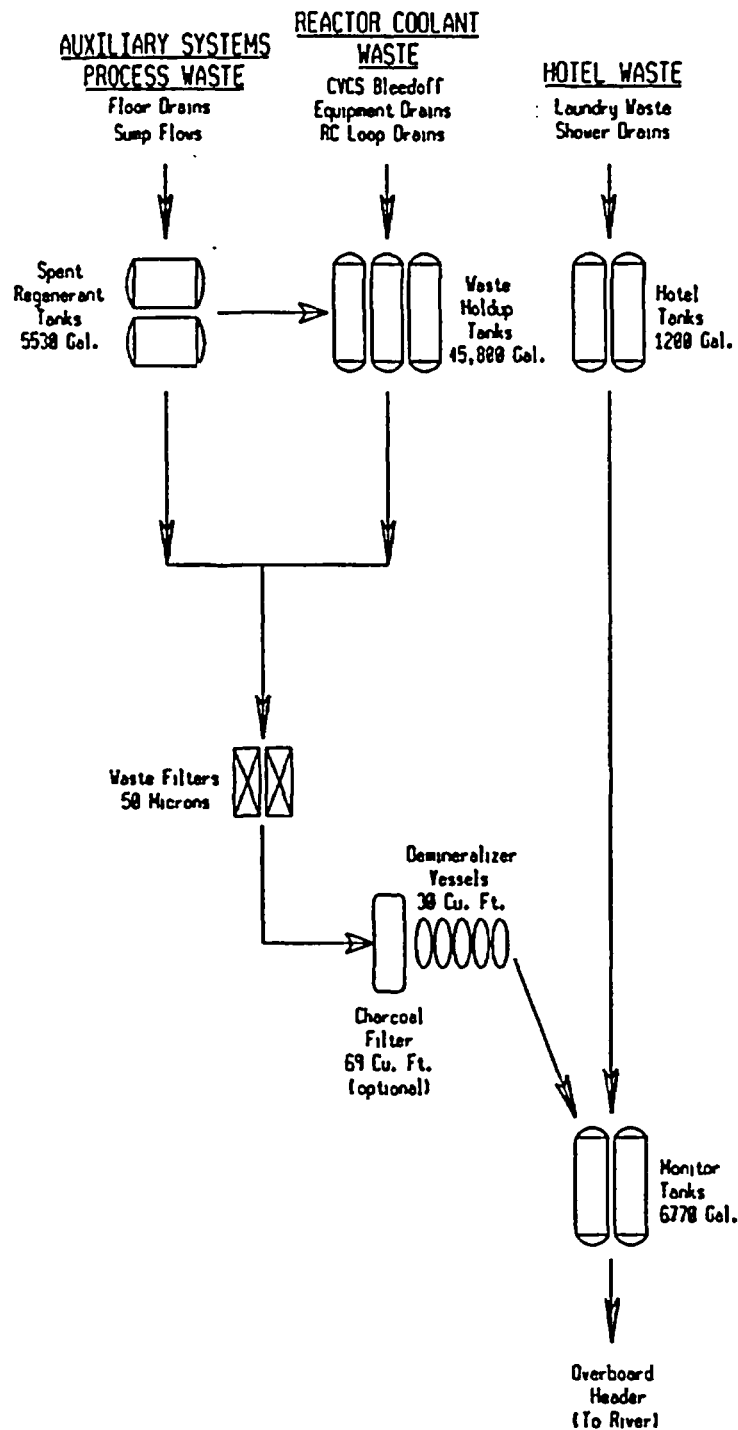 AUXILIARY SYSTEMS
PROCESS WASTE
Floor Drains
Sump Flows
REACTOR COOLANT
WASTE
CVCS Bleedoff
Equipment Drains
RC Loop Drains
HOTEL WASTE
Laundry Waste
Shower Drains
Spent
Regenerant
Tanks
5530 Gal.
Waste
Holdup
Tanks
45,800 Gal.
Hotel
Tanks
1200 Gal.
Waste Filters
50 Microns
Demineralizer
Vessels
30 Cu. Ft.
Charcoal
Filter
69 Cu. Ft.
(optional)
Monitor
Tanks
6770 Gal.
Overboard
Header
(To River)